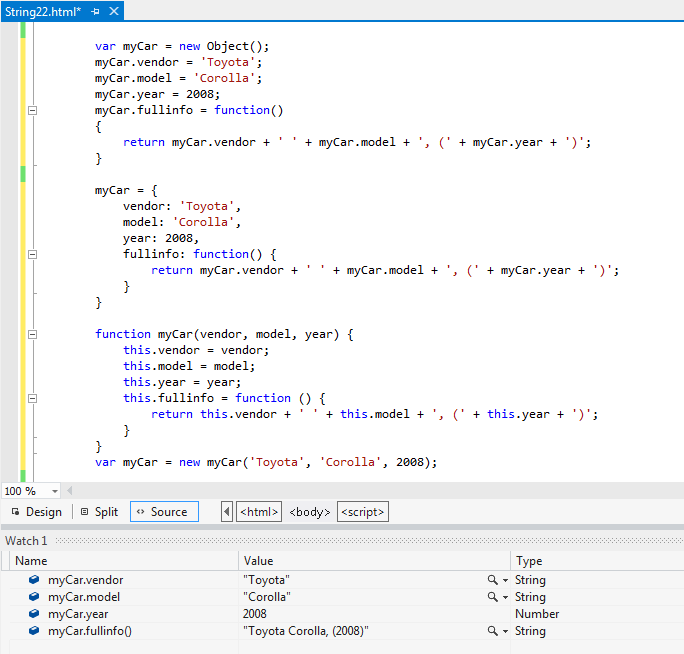 String22.html*
var myCar = new Object();
myCar.vendor = 'Toyota';
myCar.model = 'Corolla';
myCar.year = 2008;
myCar.fullinfo = function()
{
return myCar.vendor + ' ' + myCar.model + ', (' + myCar.year + ')';
}
myCar = {
vendor: 'Toyota',
model: 'Corolla',
year: 2008,
fullinfo: function() {
return myCar.vendor + ' ' + myCar.model + ', (' + myCar.year + ')';
}
}
function myCar(vendor, model, year) {
this.vendor = vendor;
this.model = model;
this.year = year;
this.fullinfo = function () {
return this.vendor + ' ' + this.model + ', (' + this.year + ')';
}
}
var myCar = new myCar('Toyota', 'Corolla', 2008);
100 %
Design Split Source <html> <body> <script>
Watch 1
Name Value Type
myCar.vendor "Toyota" String
myCar.model "Corolla" String
myCar.year 2008 Number
myCar.fullinfo() "Toyota Corolla, (2008)" String